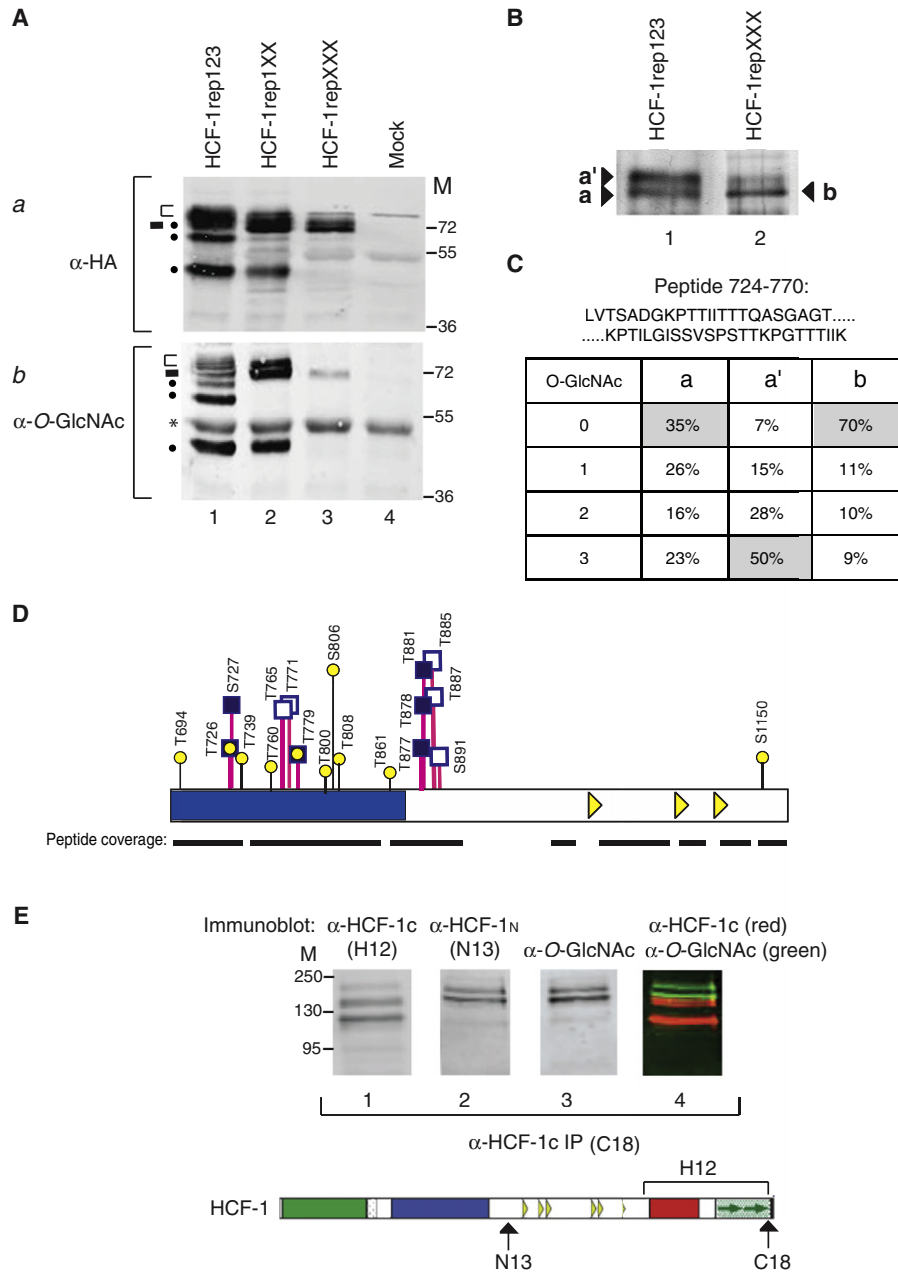 A
HCF-1rep123
HCF-1rep1XX
HCF-1repXXX
Mock
M
a
α-HA
72
55
36
b
α-O-GlcNAc
*
72
55
36
1 2 3 4
B
HCF-1rep123
HCF-1repXXX
a'
a
b
1 2
C
Peptide 724-770:
LVTSADGKPTTIITTTQASGAGT.....
.....KPTILGISSVSPSTTKPGTTTIIK
O-GlcNAc a a' b
0 35% 7% 70%
1 26% 15% 11%
2 16% 28% 10%
3 23% 50% 9%
D
T694
T726
S727
T739
T760
T765
T771
T779
T800
S806
T808
T861
T877
T878
T881
T885
T887
S891
S1150
Peptide coverage:
E
Immunoblot: α-HCF-1c (H12)
α-HCF-1N (N13)
α-O-GlcNAc
α-HCF-1c (red)
α-O-GlcNAc (green)
M
250
130
95
1 2 3 4
α-HCF-1c IP (C18)
H12
HCF-1
N13
C18